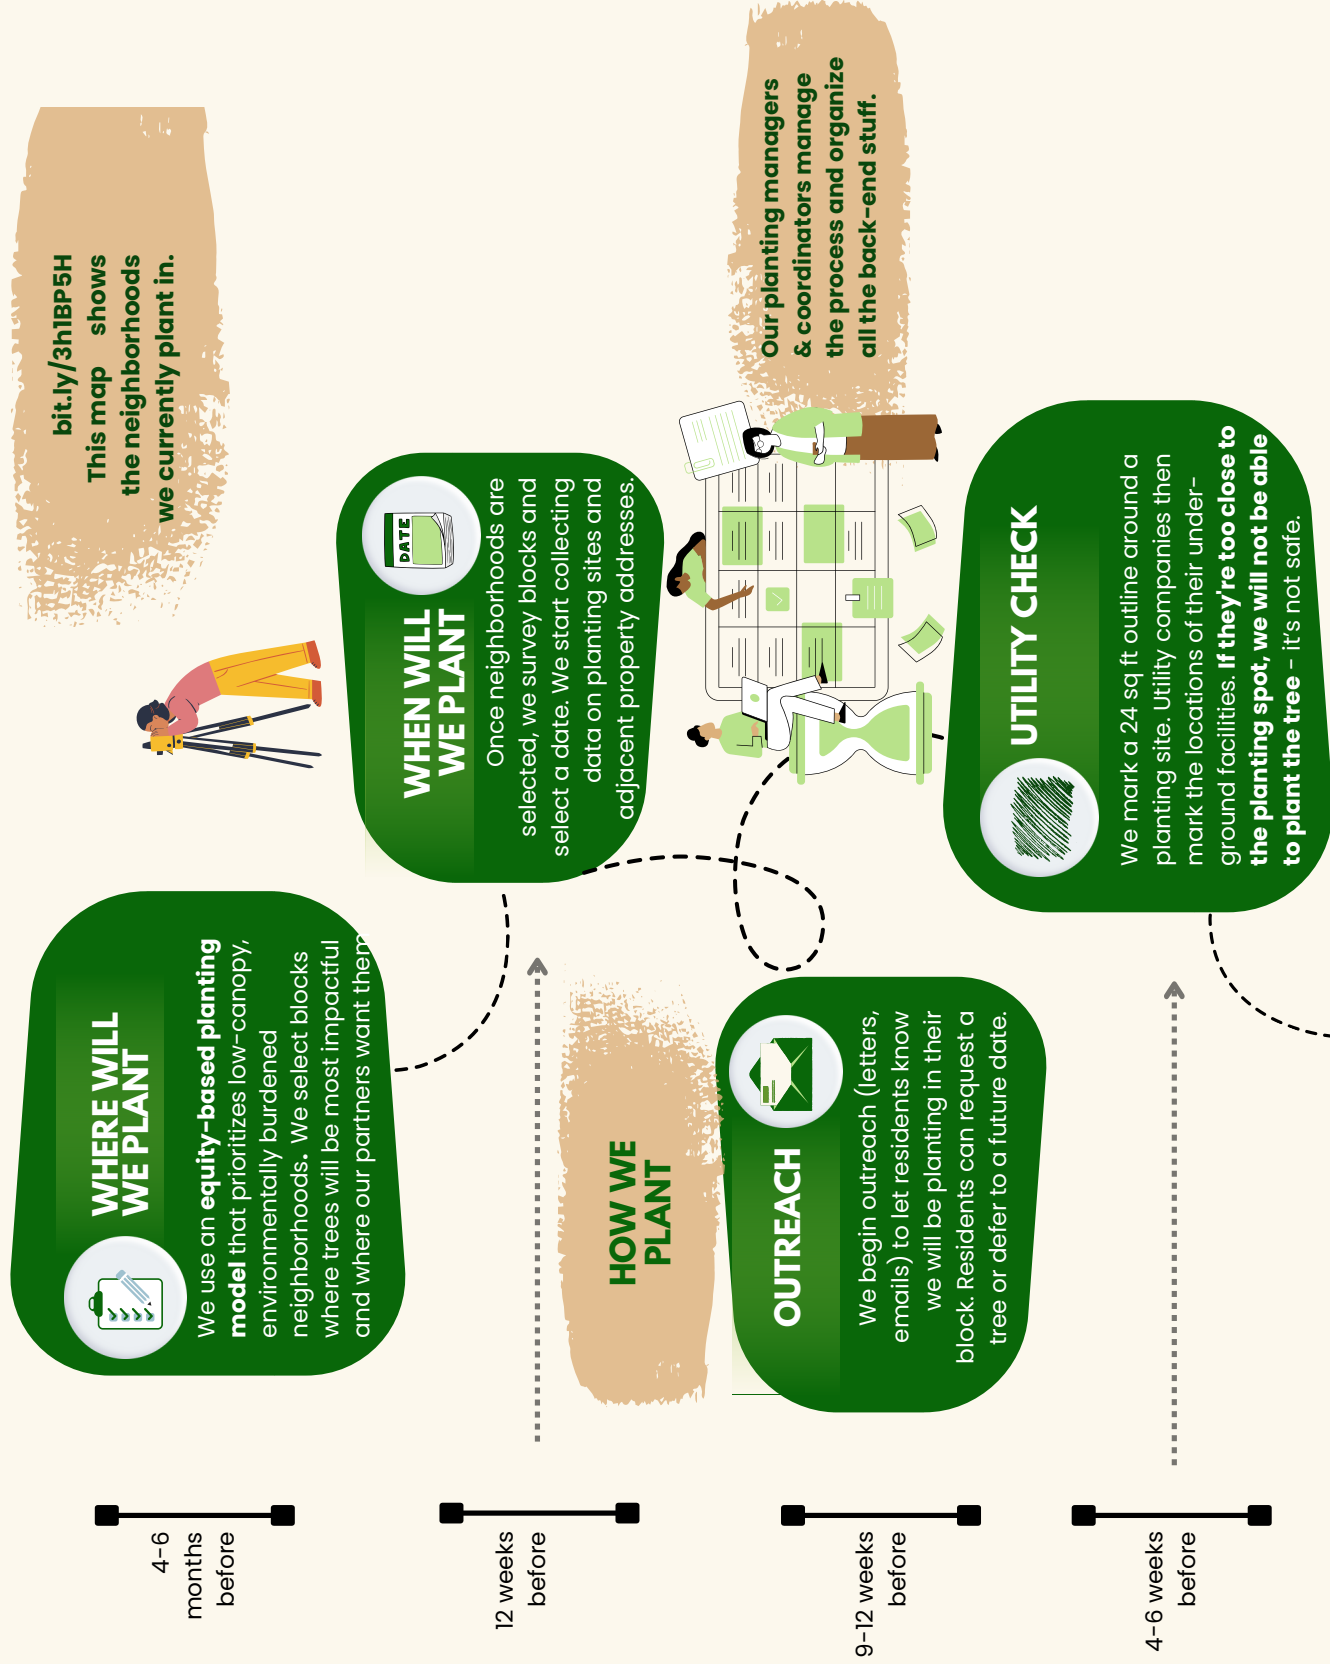 4-6
months
before
WHERE WILL
WE PLANT
We use an equity-based planting
model that prioritizes low-canopy,
environmentally burdened
neighborhoods. We select blocks
where trees will be most impactful
and where our partners want them
bit.ly/3h1BP5H
This map shows
the neighborhoods
we currently plant in.
12 weeks
before
WHEN WILL
WE PLANT
DATE
Once neighborhoods are
selected, we survey blocks and
select a date. We start collecting
data on planting sites and
adjacent property addresses.
HOW WE
PLANT
9-12 weeks
before
OUTREACH
We begin outreach (letters,
emails) to let residents know
we will be planting in their
block. Residents can request a
tree or defer to a future date.
Our planting managers
& coordinators manage
the process and organize
all the back-end stuff.
4-6 weeks
before
UTILITY CHECK
We mark a 24 sq ft outline around a
planting site. Utility companies then
mark the locations of their under-
ground facilities. If they're too close to
the planting spot, we will not be able
to plant the tree - it's not safe.